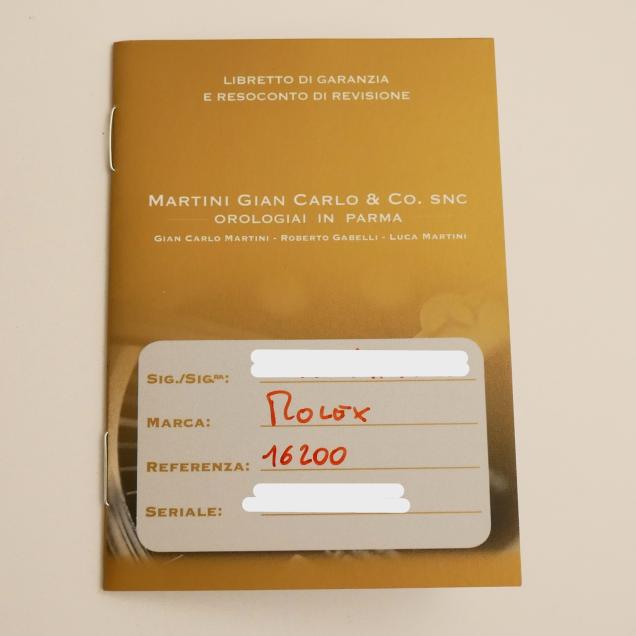 LIBRETTO DI GARANZIA
E RESOCONTO DI REVISIONE
MARTINI GIAN CARLO & CO. SNC
OROLOGIAI IN PARMA
GIAN CARLO MARTINI - ROBERTO GABELLI - LUCA MARTINI
SIG./SIG.RA:
MARCA: ROLEX
REFERENZA: 16200
SERIALE: